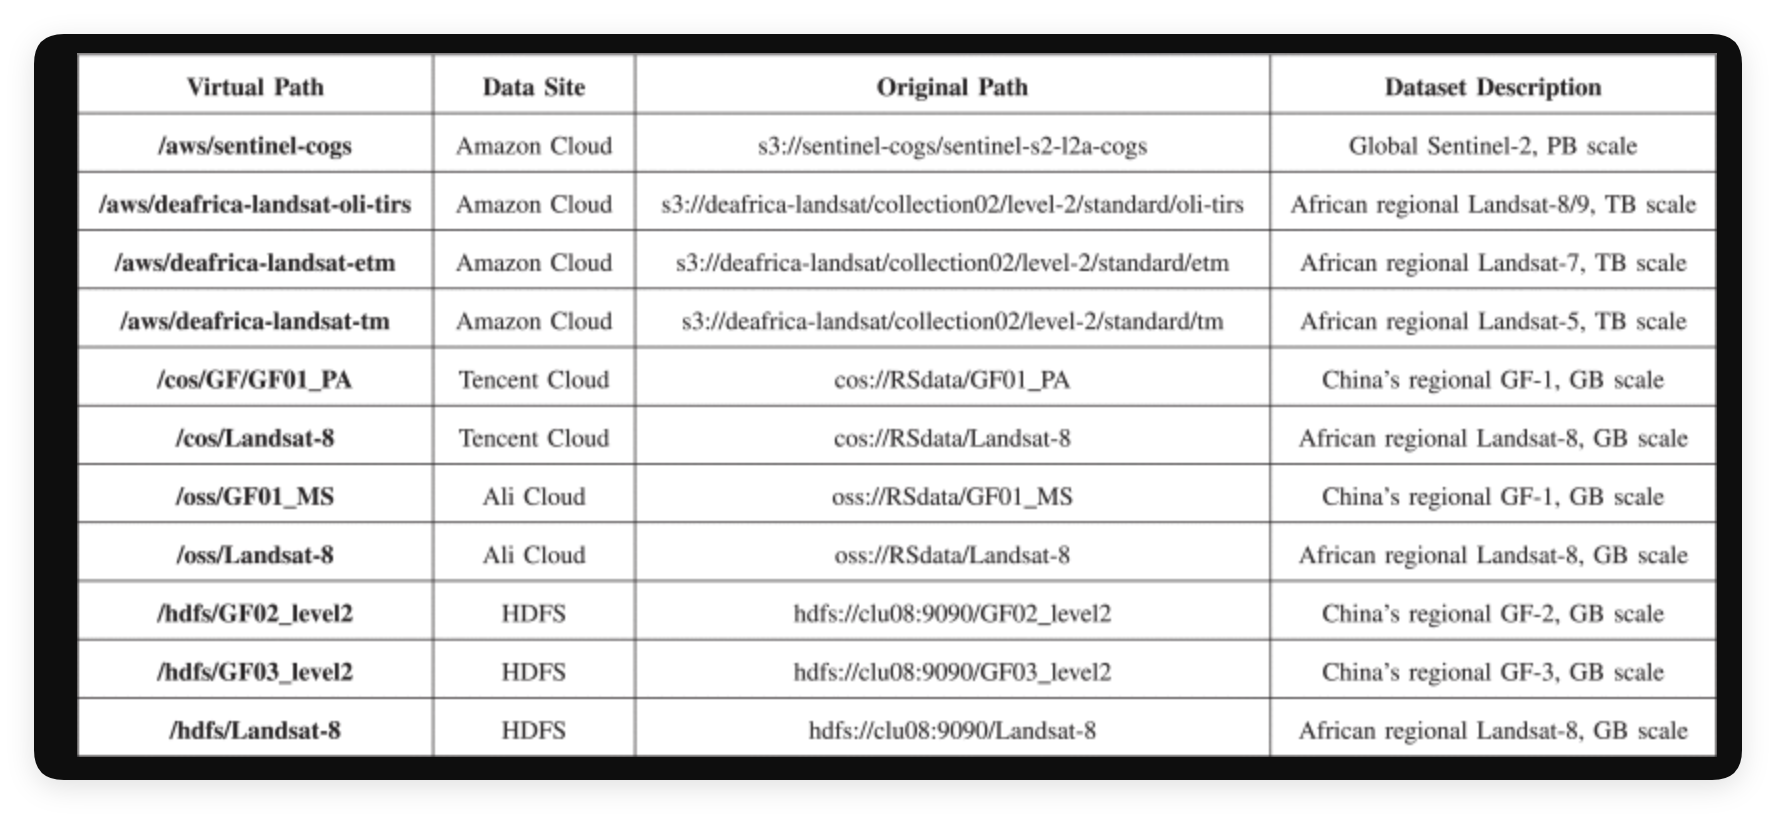 Virtual Path Data Site Original Path Dataset Description
/aws/sentinel-cogs Amazon Cloud s3://sentinel-cogs/sentinel-s2-l2a-cogs Global Sentinel-2, PB scale
/aws/deafrica-landsat-oli-tirs Amazon Cloud s3://deafrica-landsat/collection02/level-2/standard/oli-tirs African regional Landsat-8/9, TB scale
/aws/deafrica-landsat-etm Amazon Cloud s3://deafrica-landsat/collection02/level-2/standard/etm African regional Landsat-7, TB scale
/aws/deafrica-landsat-tm Amazon Cloud s3://deafrica-landsat/collection02/level-2/standard/tm African regional Landsat-5, TB scale
/cos/GF/GF01_PA Tencent Cloud cos://RSdata/GF01_PA China's regional GF-1, GB scale
/cos/Landsat-8 Tencent Cloud cos://RSdata/Landsat-8 African regional Landsat-8, GB scale
/oss/GF01_MS Ali Cloud oss://RSdata/GF01_MS China's regional GF-1, GB scale
/oss/Landsat-8 Ali Cloud oss://RSdata/Landsat-8 African regional Landsat-8, GB scale
/hdfs/GF02_level2 HDFS hdfs://clu08:9090/GF02_level2 China's regional GF-2, GB scale
/hdfs/GF03_level2 HDFS hdfs://clu08:9090/GF03_level2 China's regional GF-3, GB scale
/hdfs/Landsat-8 HDFS hdfs://clu08:9090/Landsat-8 African regional Landsat-8, GB scale